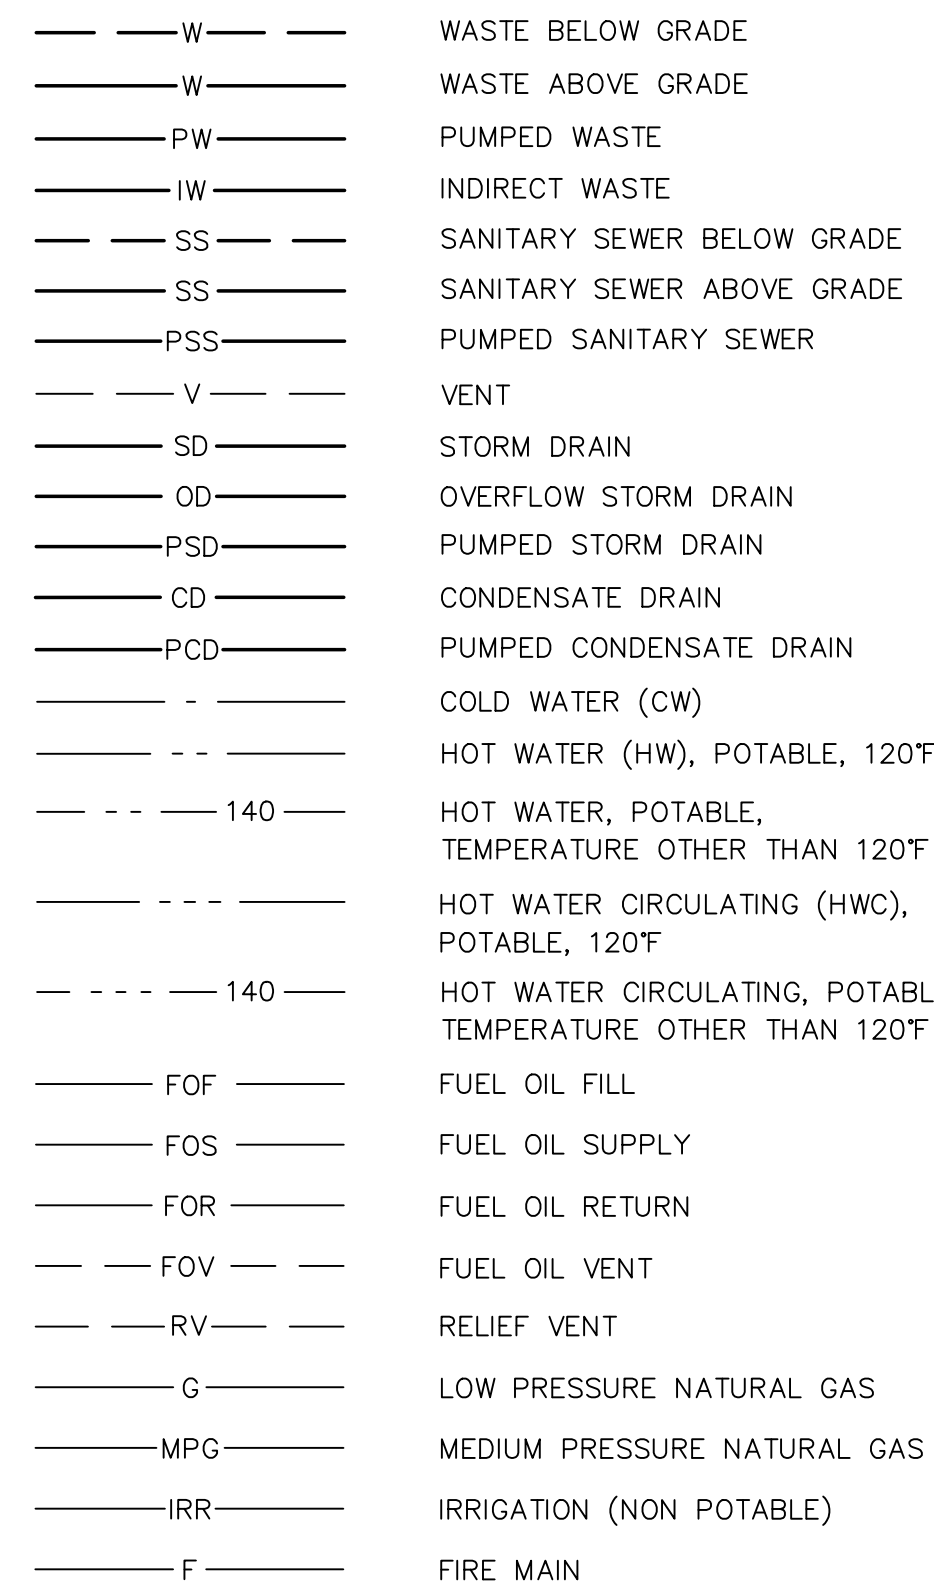 W WASTE BELOW GRADE
W WASTE ABOVE GRADE
PW PUMPED WASTE
IW INDIRECT WASTE
SS SANITARY SEWER BELOW GRADE
SS SANITARY SEWER ABOVE GRADE
PSS PUMPED SANITARY SEWER
V VENT
SD STORM DRAIN
OD OVERFLOW STORM DRAIN
PSD PUMPED STORM DRAIN
CD CONDENSATE DRAIN
PCD PUMPED CONDENSATE DRAIN
COLD WATER (CW)
HOT WATER (HW), POTABLE, 120°F
140 HOT WATER, POTABLE,
TEMPERATURE OTHER THAN 120°F
HOT WATER CIRCULATING (HWC),
POTABLE, 120°F
140 HOT WATER CIRCULATING, POTABL
TEMPERATURE OTHER THAN 120°F
FOF FUEL OIL FILL
FOS FUEL OIL SUPPLY
FOR FUEL OIL RETURN
FOV FUEL OIL VENT
RV RELIEF VENT
G LOW PRESSURE NATURAL GAS
MPG MEDIUM PRESSURE NATURAL GAS
IRR IRRIGATION (NON POTABLE)
F FIRE MAIN